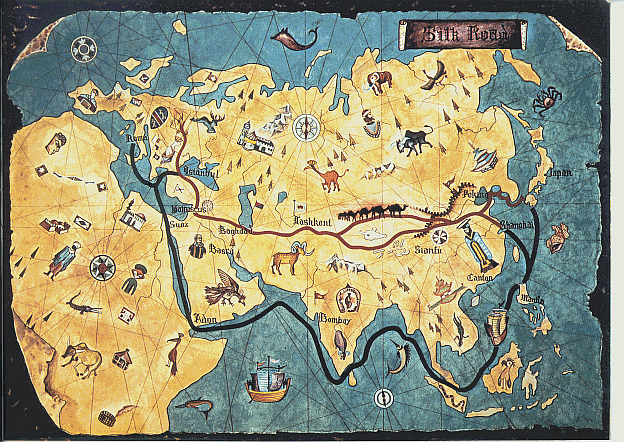 Silk Road
Rome
Istanbul
Japan
Damascus
Peking
Suez
Baghdad
Tashkent
Shanghai
Basra
Sianfu
Canton
Manila
Aden
Bombay